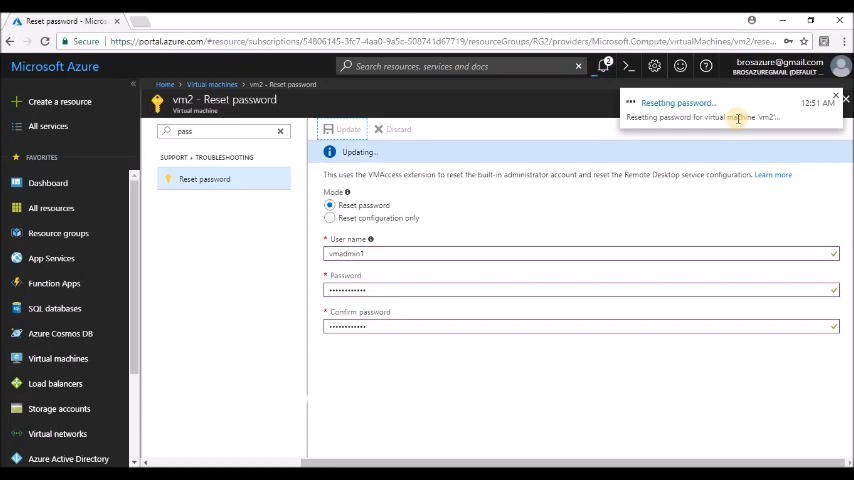 Reset password - Micros
Secure
https://portal.azure.com/#resource/subscriptions/54806145-3fc7-4aa0-9a5c-508741d67719/resourceGroups/RG2/providers/Microsoft.Compute/virtualMachines/vm2/rese...
Microsoft Azure
Search resources, services and docs
2
brosazure@gmail.com
BROSAZUREGMAIL (DEFAULT ...
Home
Virtual machines
vm2 - Reset password
vm2 - Reset password
Virtual machine
Resetting password...
12:51 AM
Resetting password for virtual machine 'vm2'...
Create a resource
All services
FAVORITES
Dashboard
All resources
Resource groups
App Services
Function Apps
SQL databases
Azure Cosmos DB
Virtual machines
Load balancers
Storage accounts
Virtual networks
Azure Active Directory
pass
SUPPORT + TROUBLESHOOTING
Reset password
Update
Discard
Updating...
This uses the VMAccess extension to reset the built-in administrator account and reset the Remote Desktop service configuration. Learn more
Mode
Reset password
Reset configuration only
* User name
vmadmin1
* Password
••••••••••••
* Confirm password
••••••••••••